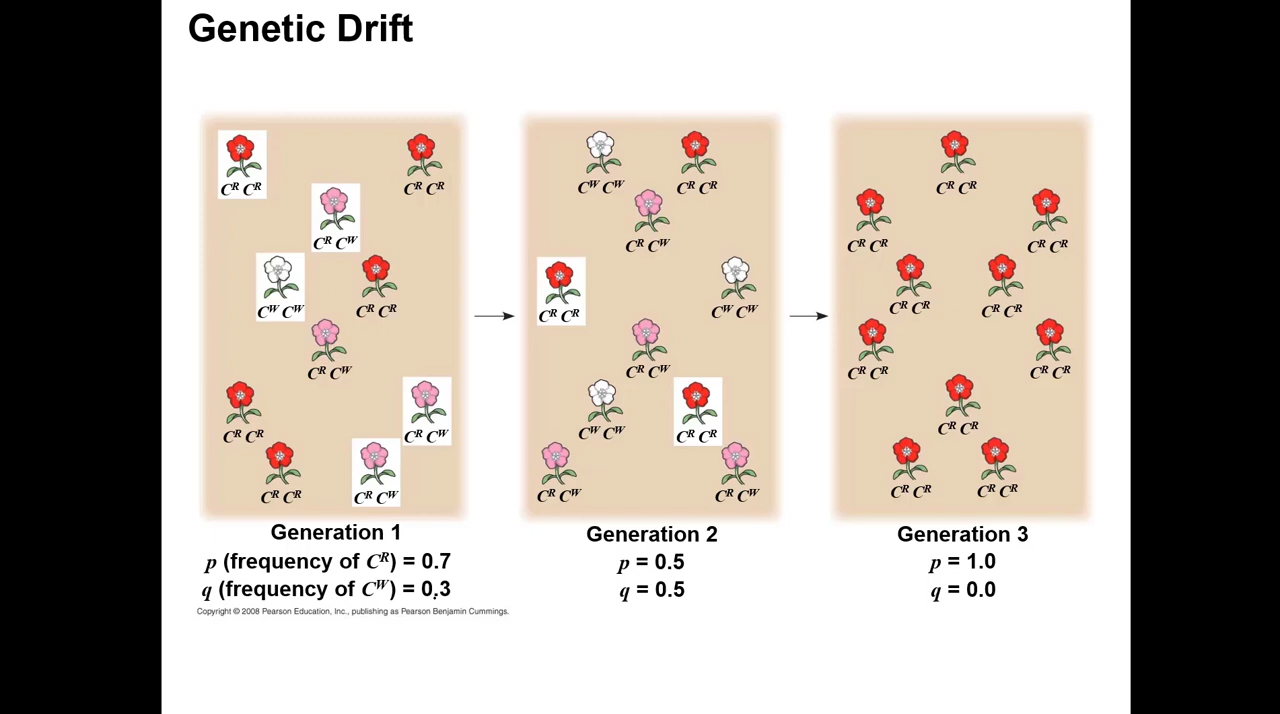 Genetic Drift
Cᴿ Cᴿ
Cᴿ Cᴿ
Cᴿ Cᵂ
Cᵂ Cᵂ
Cᴿ Cᴿ
Cᴿ Cᵂ
Cᴿ Cᴿ
Cᴿ Cᵂ
Cᴿ Cᴿ
Cᴿ Cᵂ
Generation 1
p (frequency of Cᴿ) = 0.7
q (frequency of Cᵂ) = 0.3
Cᵂ Cᵂ
Cᴿ Cᴿ
Cᴿ Cᵂ
Cᴿ Cᴿ
Cᵂ Cᵂ
Cᴿ Cᵂ
Cᵂ Cᵂ
Cᴿ Cᴿ
Cᴿ Cᵂ
Cᴿ Cᵂ
Generation 2
p = 0.5
q = 0.5
Cᴿ Cᴿ
Cᴿ Cᴿ
Cᴿ Cᴿ
Cᴿ Cᴿ
Cᴿ Cᴿ
Cᴿ Cᴿ
Cᴿ Cᴿ
Cᴿ Cᴿ
Cᴿ Cᴿ
Cᴿ Cᴿ
Generation 3
p = 1.0
q = 0.0
Copyright © 2008 Pearson Education, Inc., publishing as Pearson Benjamin Cummings.